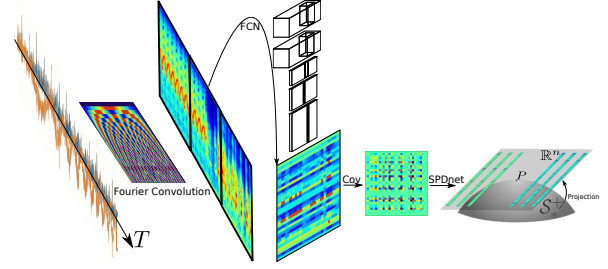 FCN
Fourier Convolution
T
Cov
SPDnet
ℝⁿ
P
Projection
S₊